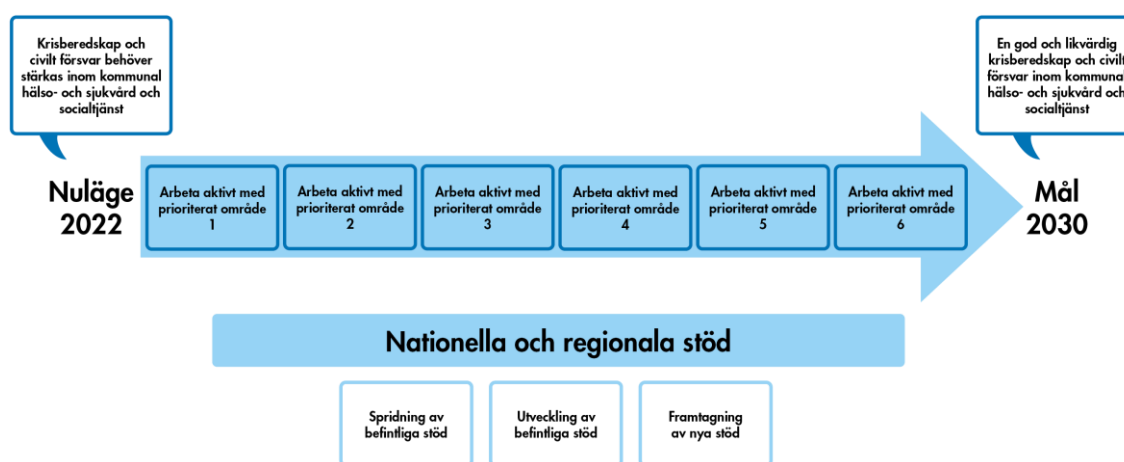 Krisberedskap och
civilt försvar behöver
stärkas inom kommunal
hälso- och sjukvård och
socialtjänst
En god och likvärdig
krisberedskap och civilt
försvar inom kommunal
hälso- och sjukvård och
socialtjänst
Nuläge
2022
Arbeta aktivt med
prioriterat område
1
Arbeta aktivt med
prioriterat område
2
Arbeta aktivt med
prioriterat område
3
Arbeta aktivt med
prioriterat område
4
Arbeta aktivt med
prioriterat område
5
Arbeta aktivt med
prioriterat område
6
Mål
2030
Nationella och regionala stöd
Spridning av
befintliga stöd
Utveckling av
befintliga stöd
Framtagning
av nya stöd